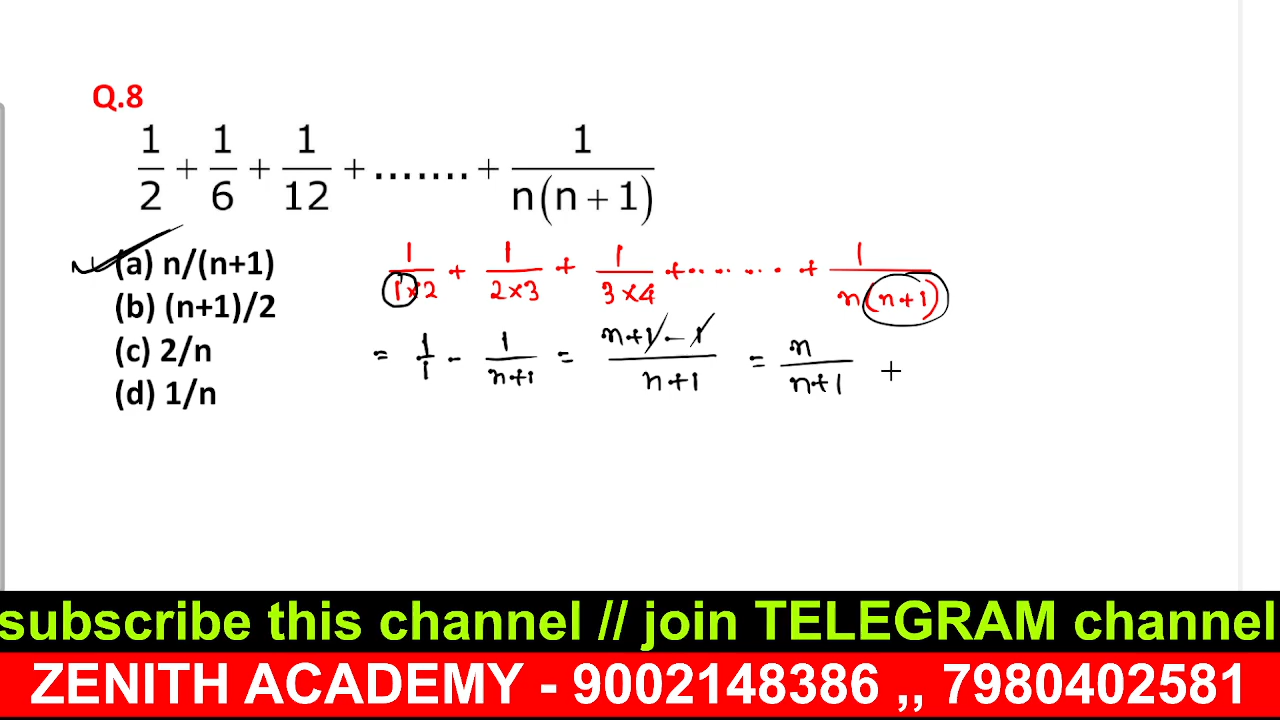 Q.8
1/2 + 1/6 + 1/12 + ....... + 1/n(n + 1)
(a) n/(n+1)
1/1×2 + 1/2×3 + 1/3×4 + ....... + 1/n(n+1)
(b) (n+1)/2
= 1/1 - 1/n+1 = n+1-1/n+1 = n/n+1 +
(c) 2/n
(d) 1/n
subscribe this channel // join TELEGRAM channel
ZENITH ACADEMY - 9002148386 ,, 7980402581